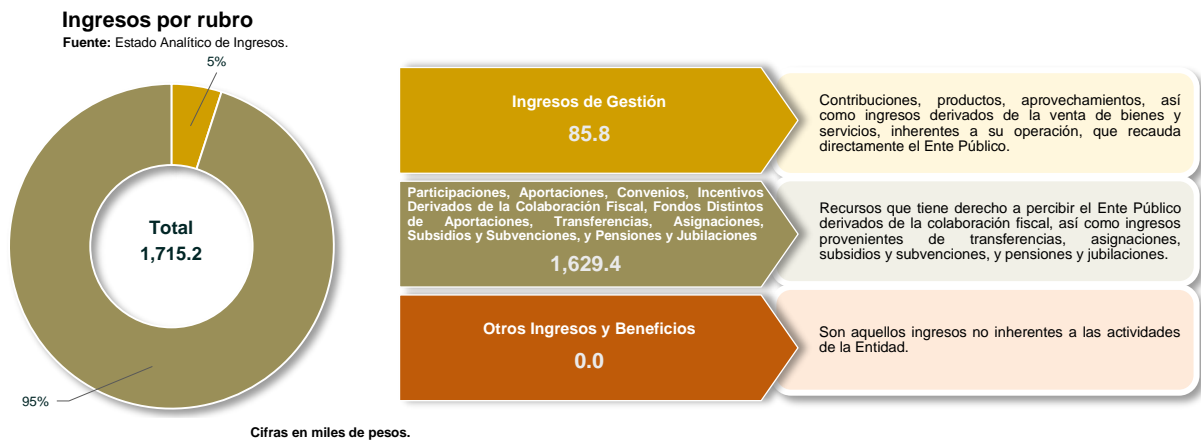 Ingresos por rubro
Fuente: Estado Analítico de Ingresos.
5%
95%
Total
1,715.2
Ingresos de Gestión
85.8
Contribuciones, productos, aprovechamientos, así
como ingresos derivados de la venta de bienes y
servicios, inherentes a su operación, que recauda
directamente el Ente Público.
Participaciones, Aportaciones, Convenios, Incentivos
Derivados de la Colaboración Fiscal, Fondos Distintos
de Aportaciones, Transferencias, Asignaciones,
Subsidios y Subvenciones, y Pensiones y Jubilaciones
1,629.4
Recursos que tiene derecho a percibir el Ente Público
derivados de la colaboración fiscal, así como ingresos
provenientes de transferencias, asignaciones,
subsidios y subvenciones, y pensiones y jubilaciones.
Otros Ingresos y Beneficios
0.0
Son aquellos ingresos no inherentes a las actividades
de la Entidad.
Cifras en miles de pesos.